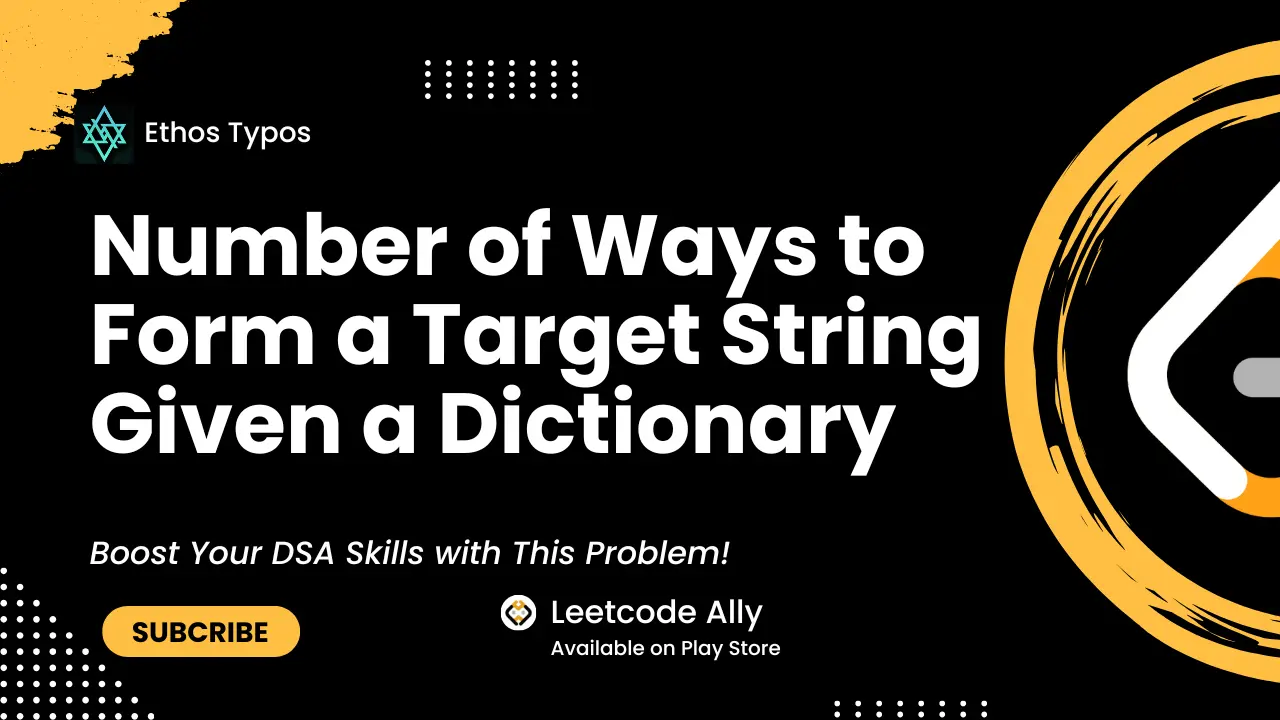 Ethos Typos
Number of Ways to
Form a Target String
Given a Dictionary
Boost Your DSA Skills with This Problem!
SUBCRIBE
Leetcode Ally
Available on Play Store